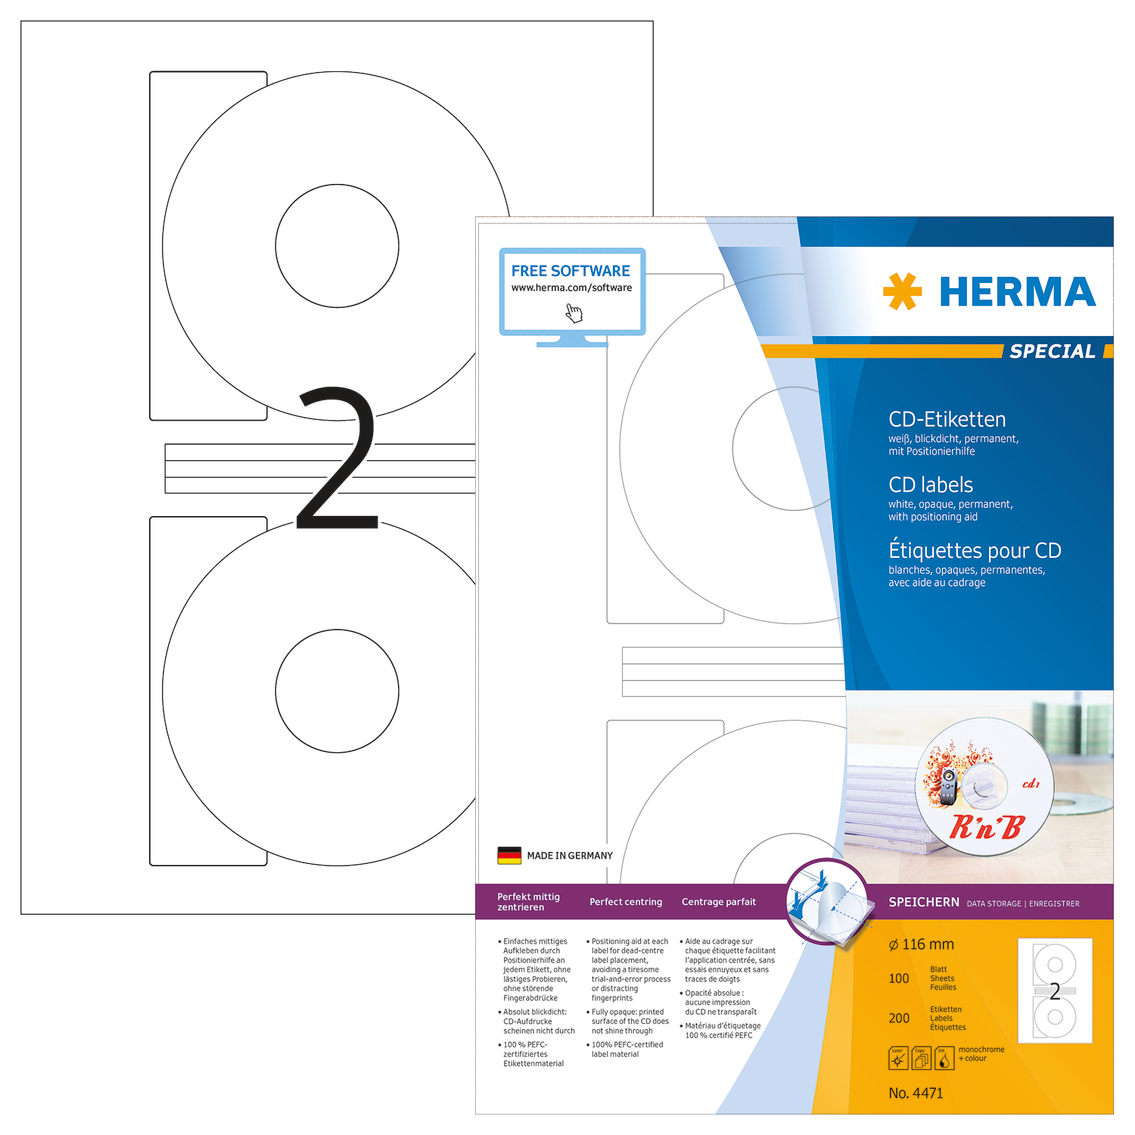 2
FREE SOFTWARE
www.herma.com/software
HERMA
SPECIAL
CD-Etiketten
weiß, blickdicht, permanent,
mit Positionierhilfe
CD labels
white, opaque, permanent,
with positioning aid
Étiquettes pour CD
blanches, opaques, permanentes,
avec aide au cadrage
cd1
R'n'B
MADE IN GERMANY
Perfekt mittig
zentrieren
Perfect centring
Centrage parfait
SPEICHERN DATA STORAGE | ENREGISTRER
• Einfaches mittiges
Aufkleben durch
Positionierhilfe an
jedem Etikett, ohne
lästiges Probieren,
ohne störende
Fingerabdrücke
• Absolut blickdicht:
CD-Aufdrucke
scheinen nicht durch
• 100 % PEFC-
zertifiziertes
Etikettenmaterial
• Positioning aid at each
label for dead-centre
label placement,
avoiding a tiresome
trial-and-error process
or distracting
fingerprints
• Fully opaque: printed
surface of the CD does
not shine through
• 100% PEFC-certified
label material
• Aide au cadrage sur
chaque étiquette facilitant
l'application centrée, sans
essais ennuyeux et sans
traces de doigts
• Opacité absolue :
aucune impression
du CD ne transparaît
• Matériau d'étiquetage
100 % certifié PEFC
ø 116 mm
100 Blatt
Sheets
Feuilles
200 Etiketten
Labels
Étiquettes
2
Laser Copy Ink
monochrome
+ colour
No. 4471